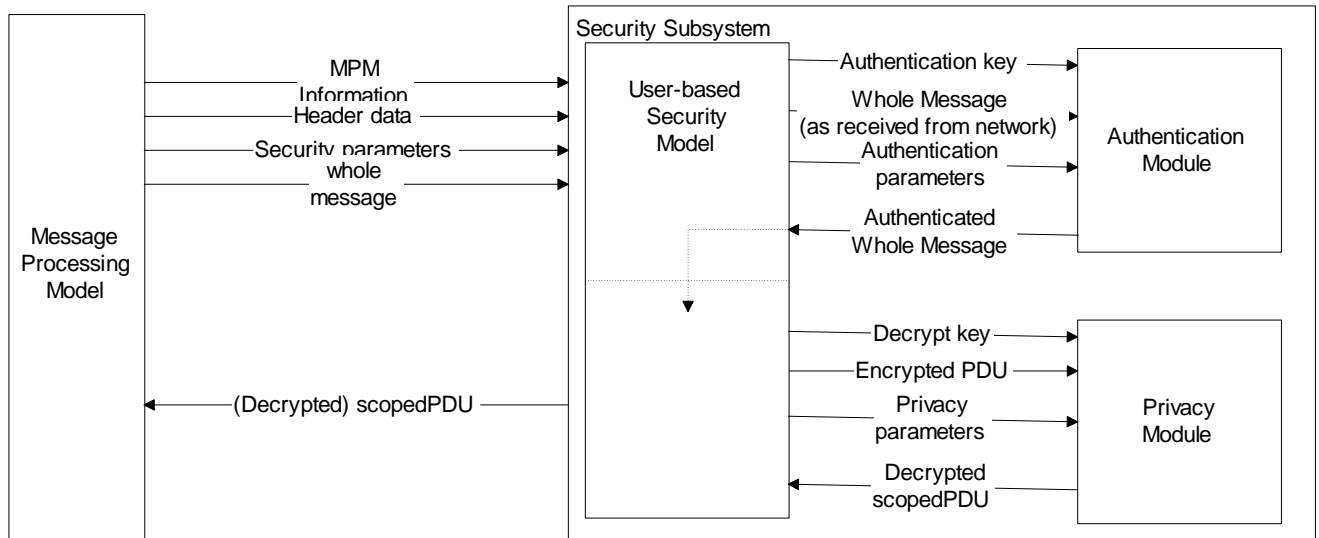 Security Subsystem
MPM
Information
Header data
Security parameters
whole
message
Message
Processing
Model
(Decrypted) scopedPDU
User-based
Security
Model
Authentication key
Whole Message
(as received from network)
Authentication
parameters
Authenticated
Whole Message
Authentication
Module
Decrypt key
Encrypted PDU
Privacy
parameters
Decrypted
scopedPDU
Privacy
Module